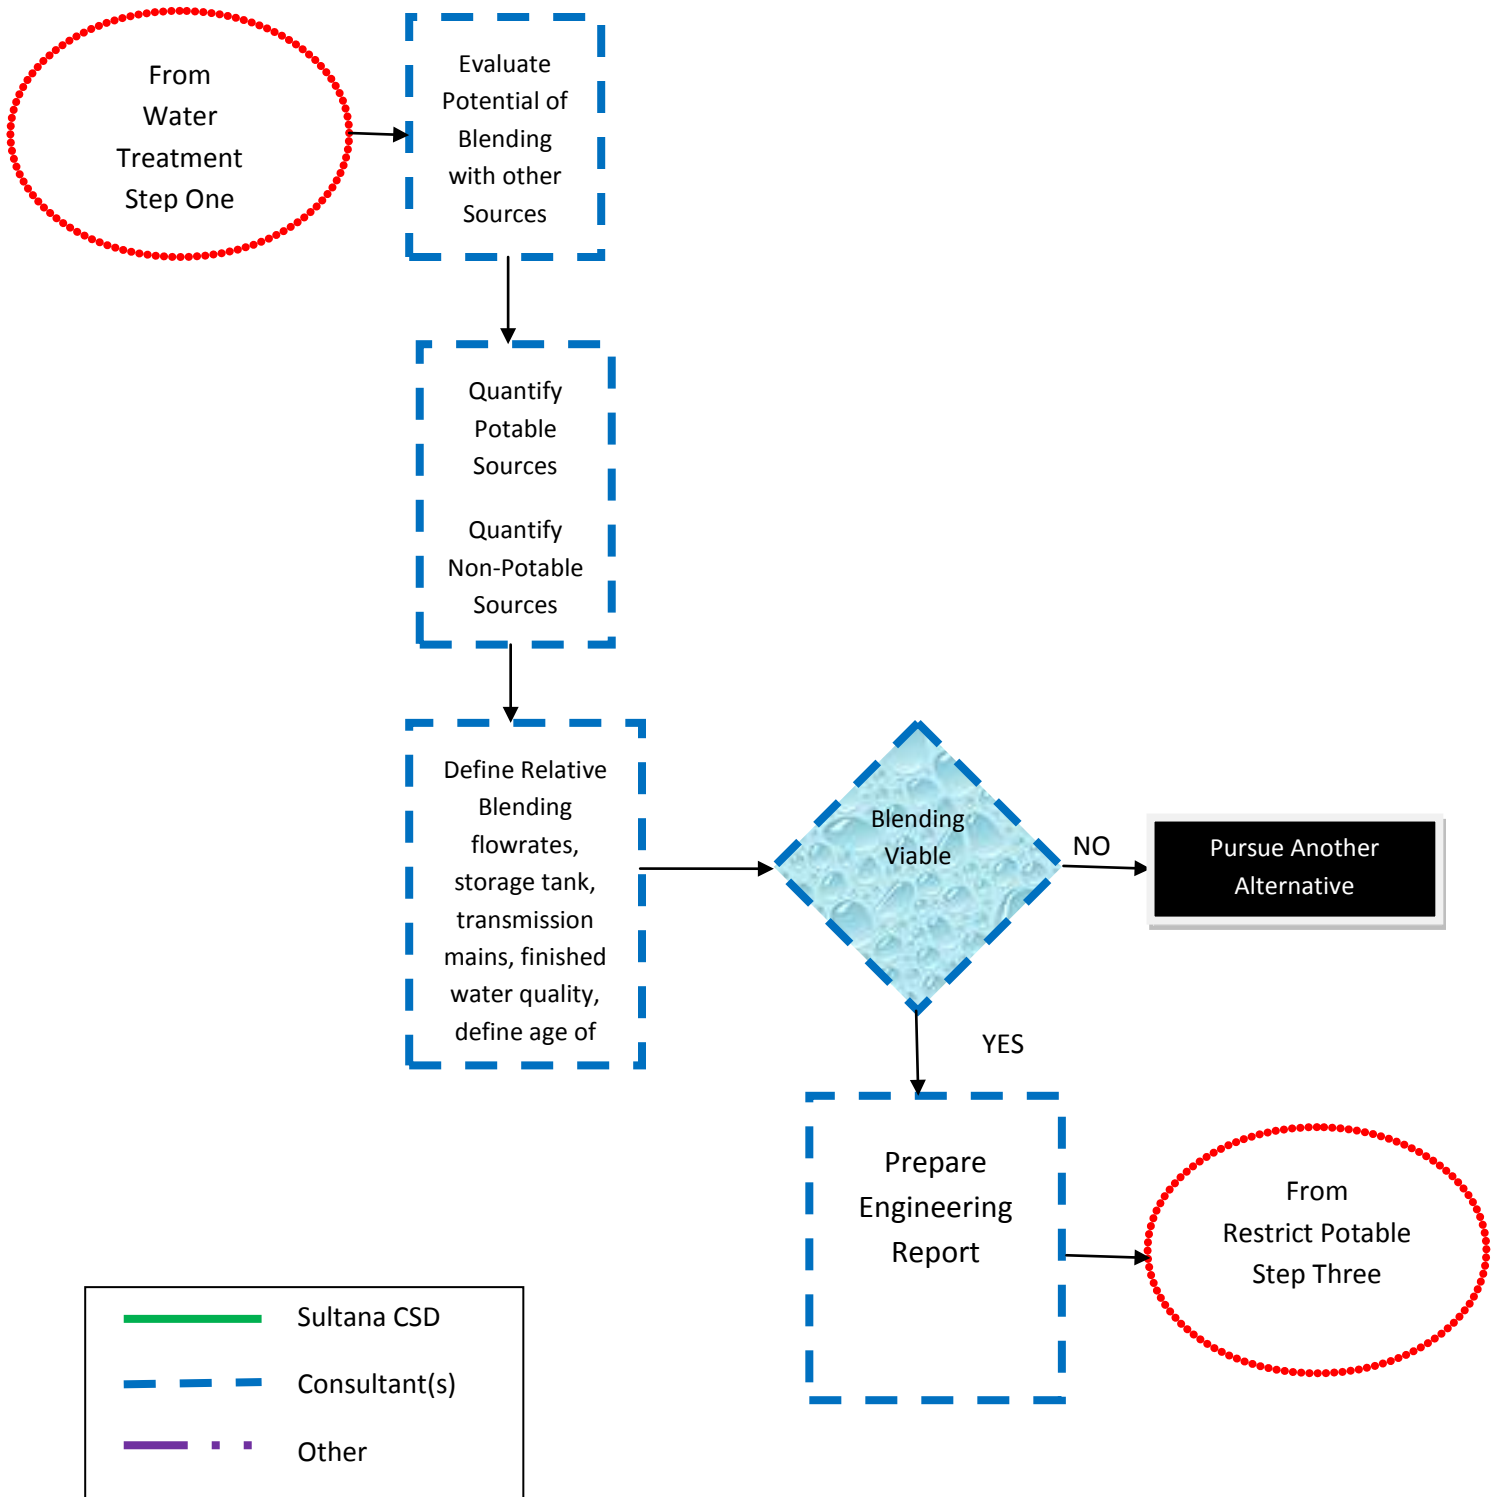 From
Water
Treatment
Step One
Evaluate
Potential of
Blending
with other
Sources
Quantify
Potable
Sources
Quantify
Non-Potable
Sources
Define Relative
Blending
flowrates,
storage tank,
transmission
mains, finished
water quality,
define age of
Blending
Viable
NO
Pursue Another
Alternative
YES
Prepare
Engineering
Report
From
Restrict Potable
Step Three
Sultana CSD
Consultant(s)
Other